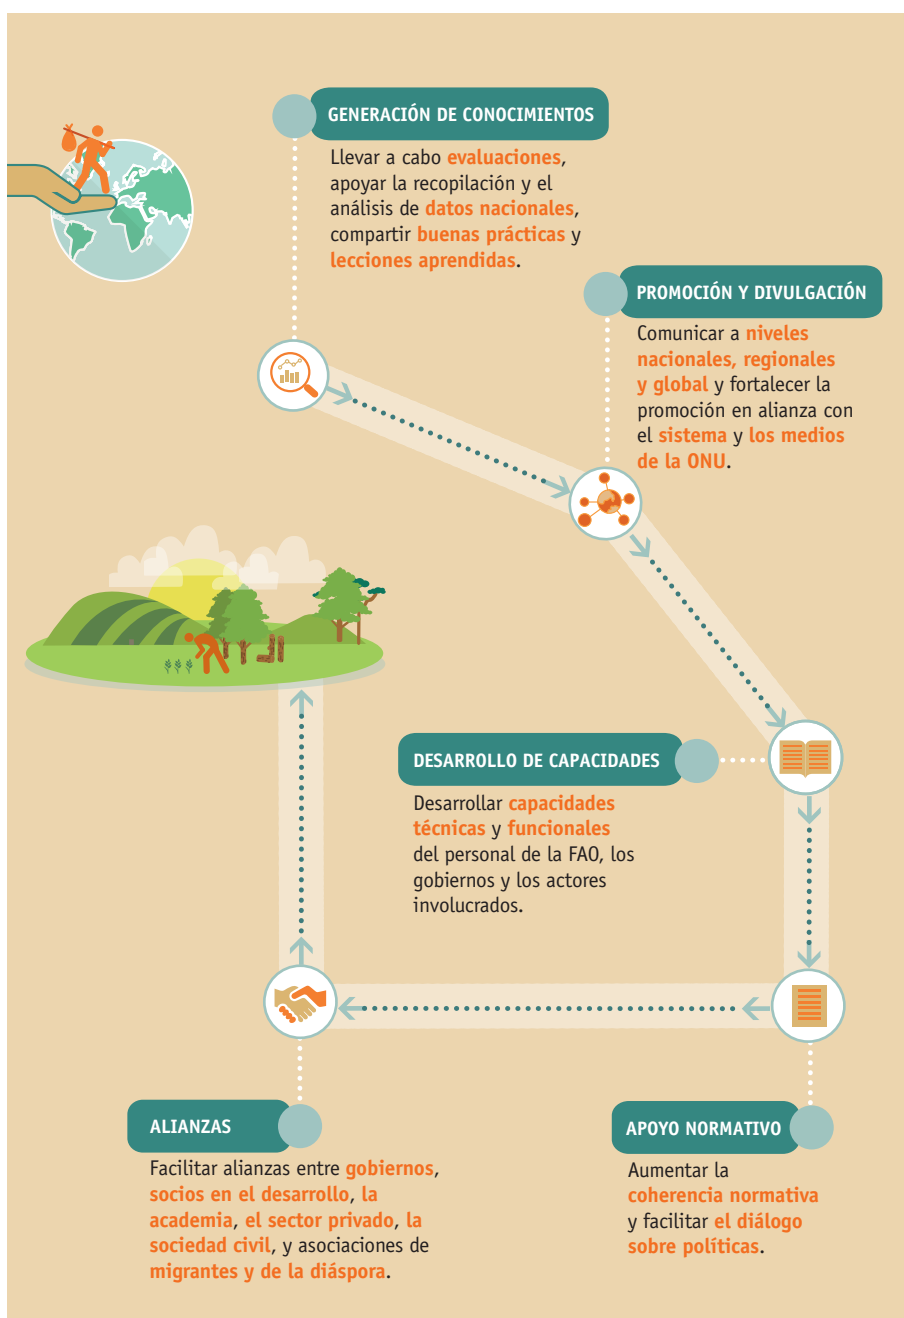 GENERACIÓN DE CONOCIMIENTOS
Llevar a cabo evaluaciones,
apoyar la recopilación y el
análisis de datos nacionales,
compartir buenas prácticas y
lecciones aprendidas.
PROMOCIÓN Y DIVULGACIÓN
Comunicar a niveles
nacionales, regionales
y global y fortalecer la
promoción en alianza con
el sistema y los medios
de la ONU.
DESARROLLO DE CAPACIDADES
Desarrollar capacidades
técnicas y funcionales
del personal de la FAO, los
gobiernos y los actores
involucrados.
ALIANZAS
Facilitar alianzas entre gobiernos,
socios en el desarrollo, la
academia, el sector privado, la
sociedad civil, y asociaciones de
migrantes y de la diáspora.
APOYO NORMATIVO
Aumentar la
coherencia normativa
y facilitar el diálogo
sobre políticas.